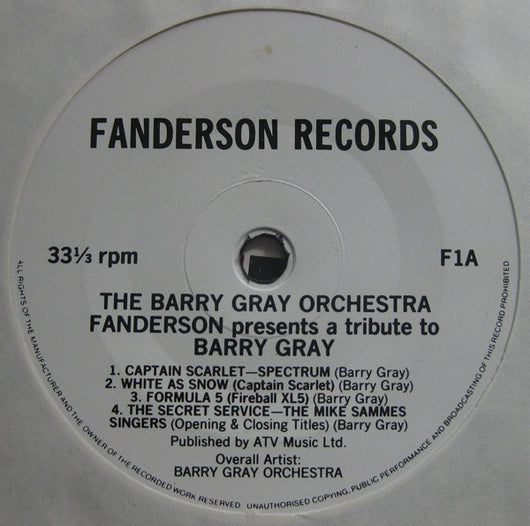 FANDERSON RECORDS
33⅓ rpm
F1A
THE BARRY GRAY ORCHESTRA
FANDERSON presents a tribute to
BARRY GRAY
1. CAPTAIN SCARLET—SPECTRUM (Barry Gray)
2. WHITE AS SNOW (Captain Scarlet) (Barry Gray)
3. FORMULA 5 (Fireball XL5) (Barry Gray)
4. THE SECRET SERVICE—THE MIKE SAMMES
SINGERS (Opening & Closing Titles) (Barry Gray)
Published by ATV Music Ltd.
Overall Artist:
BARRY GRAY ORCHESTRA
ALL RIGHTS OF THE MANUFACTURER AND THE OWNER OF THE RECORDED WORK RESERVED UNAUTHORISED COPYING, PUBLIC PERFORMANCE AND BROADCASTING OF THIS RECORD PROHIBITED